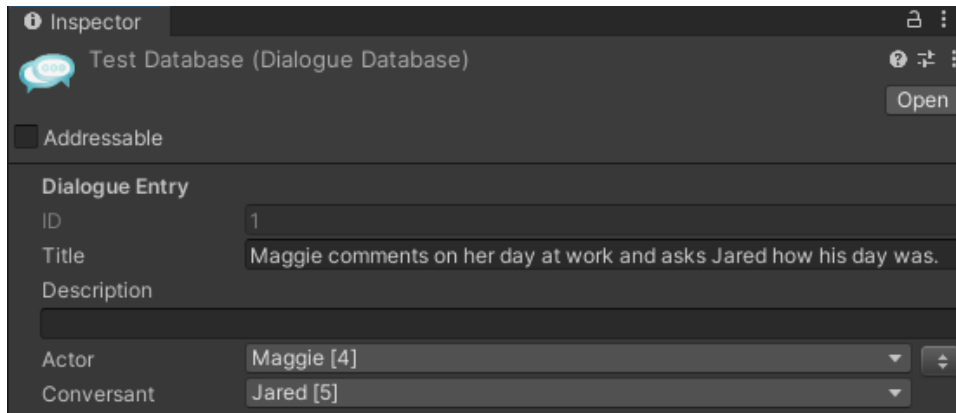 Inspector
Test Database (Dialogue Database)
Open
Addressable
Dialogue Entry
ID 1
Title Maggie comments on her day at work and asks Jared how his day was.
Description
Actor Maggie [4]
Conversant Jared [5]